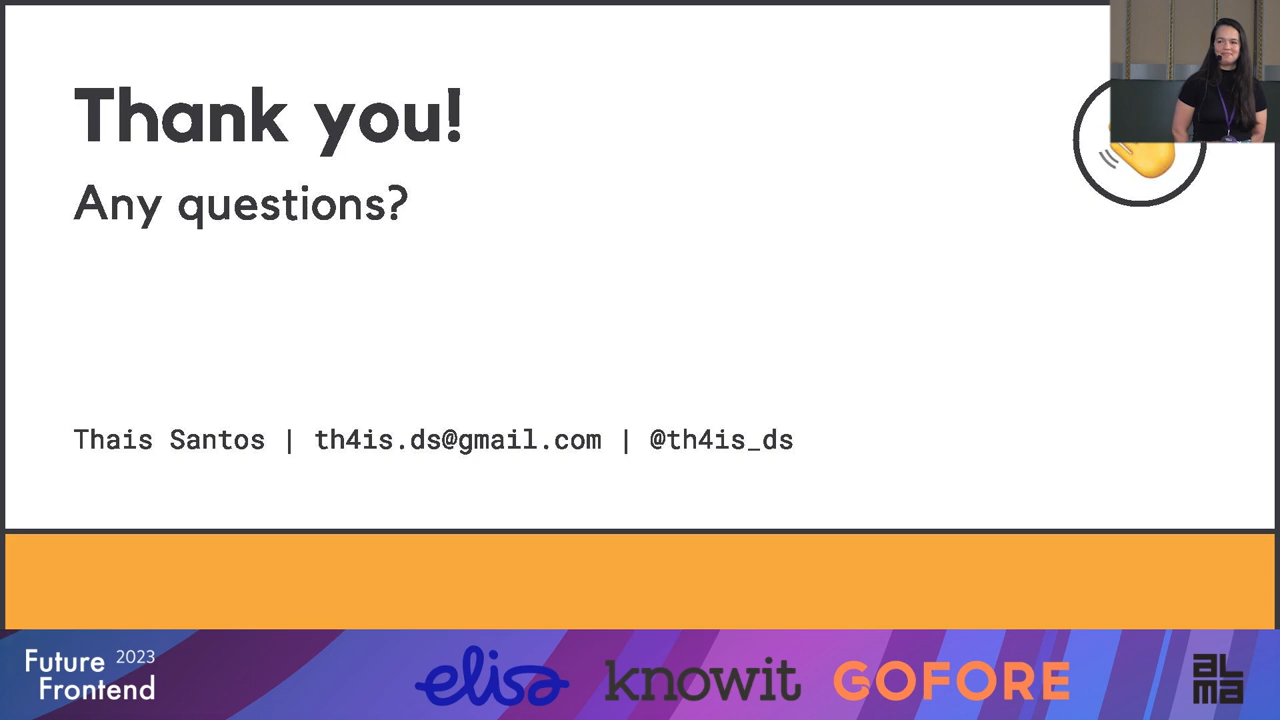 Thank you!
Any questions?
Thais Santos | th4is.ds@gmail.com | @th4is_ds
Future 2023
Frontend
elisa
knowit
GOFORE
aLma